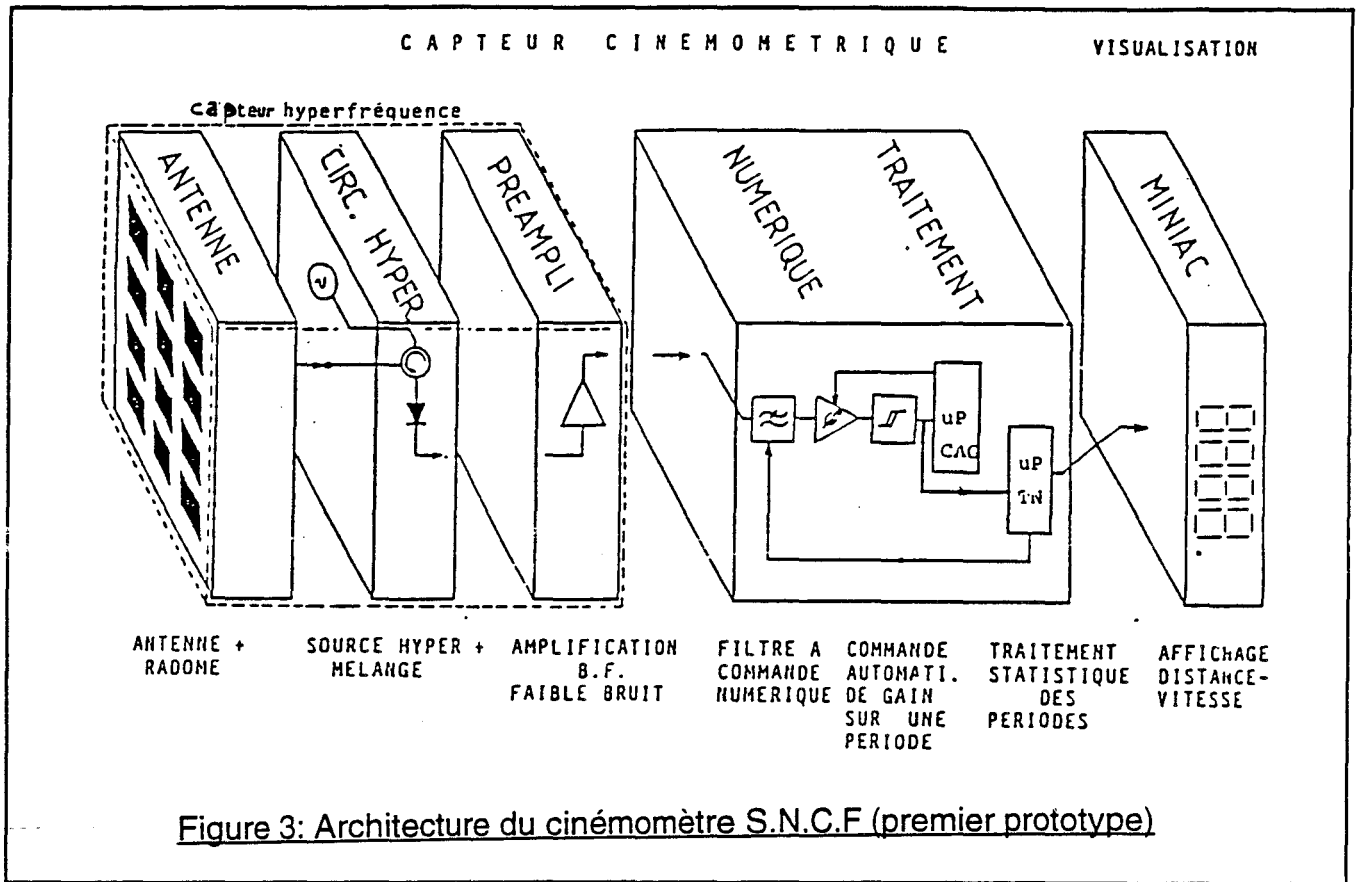 CAPTEUR CINEMOMETRIQUE
VISUALISATION
capteur hyperfréquence
ANTENNE
CIRC. HYPER
PREAMPLI
NUMERIQUE
TRAITEMENT
MINIAC
uP
CAG
uP
TN
ANTENNE +
RADOME
SOURCE HYPER +
MELANGE
AMPLIFICATION
B.F.
FAIBLE BRUIT
FILTRE A
COMMANDE
NUMERIQUE
COMMANDE
AUTOMATI.
DE GAIN
SUR UNE
PERIODE
TRAITEMENT
STATISTIQUE
DES
PERIODES
AFFICHAGE
DISTANCE-
VITESSE
Figure 3: Architecture du cinémomètre S.N.C.F (premier prototype)